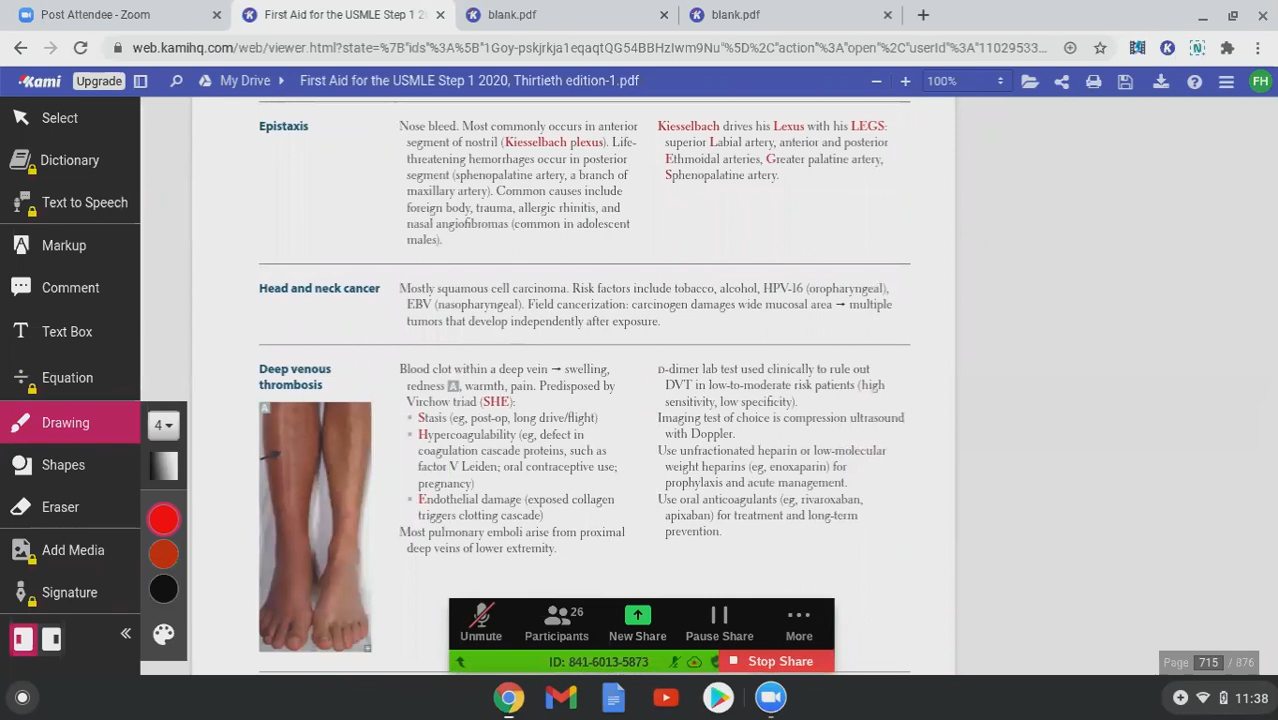 Post Attendee - Zoom
First Aid for the USMLE Step 1 2
blank.pdf
blank.pdf
web.kamihq.com/web/viewer.html?state=%7B"ids"%3A%5B"1Goy-pskjrkja1eqaqtQG54BBHzIwm9Nu"%5D%2C"action"%3A"open"%2C"userId"%3A"11029533...
Kami
Upgrade
My Drive
First Aid for the USMLE Step 1 2020, Thirtieth edition-1.pdf
100%
FH
Select
Dictionary
Text to Speech
Markup
Comment
Text Box
Equation
Drawing
Shapes
Eraser
Add Media
Signature
4
Epistaxis
Nose bleed. Most commonly occurs in anterior
segment of nostril (Kiesselbach plexus). Life-
threatening hemorrhages occur in posterior
segment (sphenopalatine artery, a branch of
maxillary artery). Common causes include
foreign body, trauma, allergic rhinitis, and
nasal angiofibromas (common in adolescent
males).
Kiesselbach drives his Lexus with his LEGS:
superior Labial artery, anterior and posterior
Ethmoidal arteries, Greater palatine artery,
Sphenopalatine artery.
Head and neck cancer
Mostly squamous cell carcinoma. Risk factors include tobacco, alcohol, HPV-16 (oropharyngeal),
EBV (nasopharyngeal). Field cancerization: carcinogen damages wide mucosal area → multiple
tumors that develop independently after exposure.
Deep venous
thrombosis
A
Blood clot within a deep vein → swelling,
redness A, warmth, pain. Predisposed by
Virchow triad (SHE):
▪ Stasis (eg, post-op, long drive/flight)
▪ Hypercoagulability (eg, defect in
coagulation cascade proteins, such as
factor V Leiden; oral contraceptive use;
pregnancy)
▪ Endothelial damage (exposed collagen
triggers clotting cascade)
Most pulmonary emboli arise from proximal
deep veins of lower extremity.
D-dimer lab test used clinically to rule out
DVT in low-to-moderate risk patients (high
sensitivity, low specificity).
Imaging test of choice is compression ultrasound
with Doppler.
Use unfractionated heparin or low-molecular
weight heparins (eg, enoxaparin) for
prophylaxis and acute management.
Use oral anticoagulants (eg, rivaroxaban,
apixaban) for treatment and long-term
prevention.
26
Unmute
Participants
New Share
Pause Share
More
ID: 841-6013-5873
Stop Share
Page 715 / 876
11:38